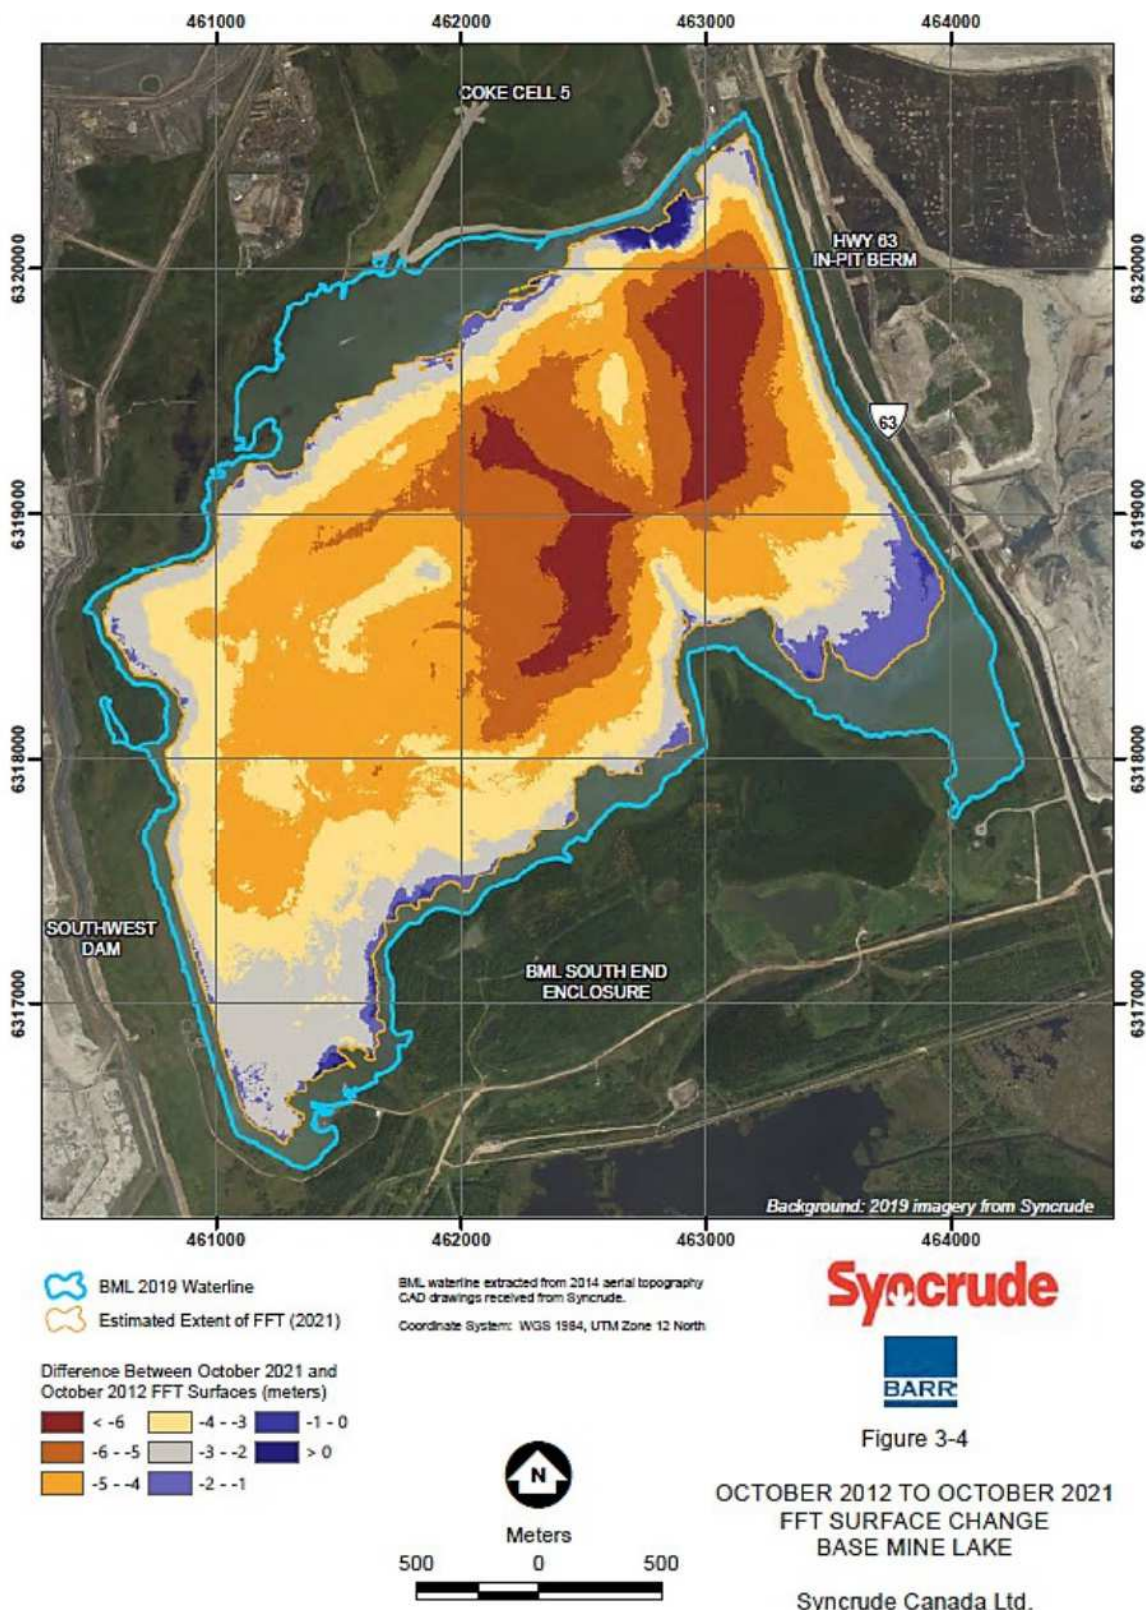 461000 462000 463000 464000
COKE CELL 5
HWY 63
IN-PIT BERM
6320000 6320000
63
6319000 6319000
6318000 6318000
SOUTHWEST
DAM
BML SOUTH END
ENCLOSURE
6317000 6317000
Background: 2019 imagery from Syncrude
461000 462000 463000 464000
BML 2019 Waterline
Estimated Extent of FFT (2021)
BML waterline extracted from 2014 aerial topography
CAD drawings received from Syncrude.
Coordinate System: WGS 1984, UTM Zone 12 North
Syncrude
BARR
Difference Between October 2021 and
October 2012 FFT Surfaces (meters)
< -6 -4 - -3 -1 - 0
-6 - -5 -3 - -2 > 0
-5 - -4 -2 - -1
N
Meters
500 0 500
Figure 3-4
OCTOBER 2012 TO OCTOBER 2021
FFT SURFACE CHANGE
BASE MINE LAKE
Syncrude Canada Ltd.